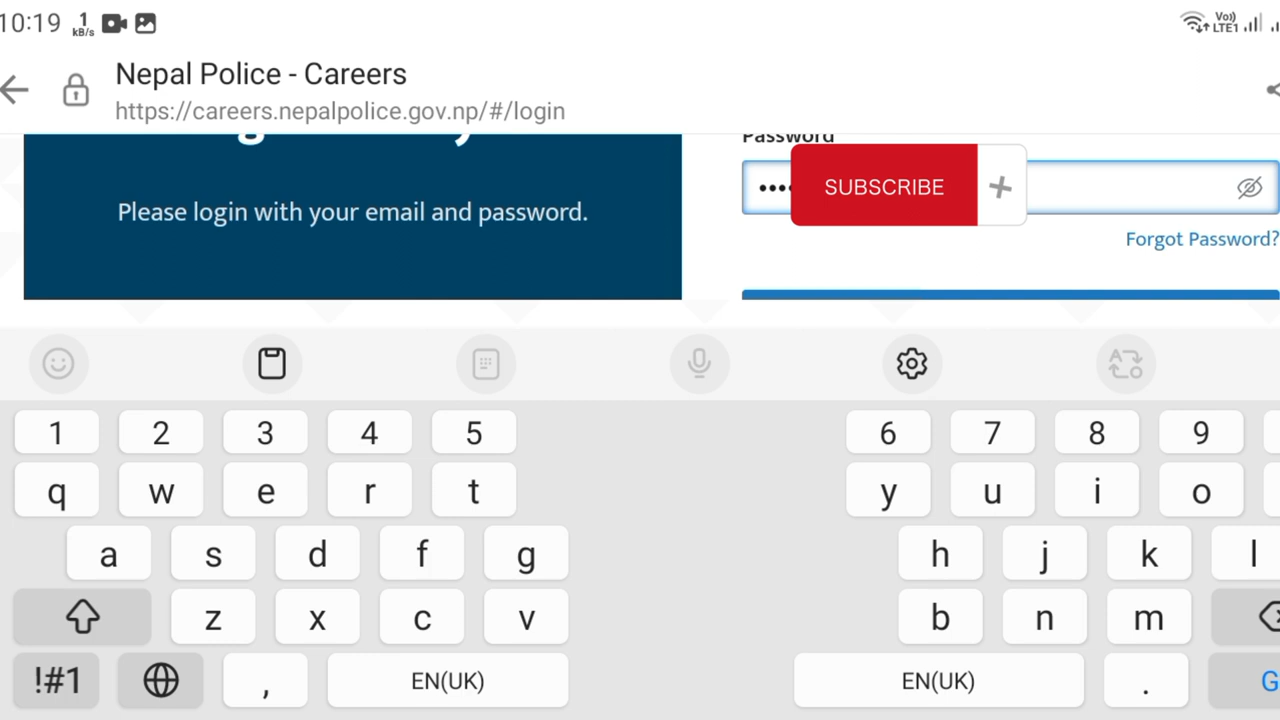 10:19 1 kB/s Vo)) LTE1
Nepal Police - Careers
https://careers.nepalpolice.gov.np/#/login
Password
Please login with your email and password.
SUBSCRIBE +
Forgot Password?
1 2 3 4 5 6 7 8 9
q w e r t y u i o
a s d f g h j k l
z x c v b n m
!#1 , EN(UK) EN(UK) . G